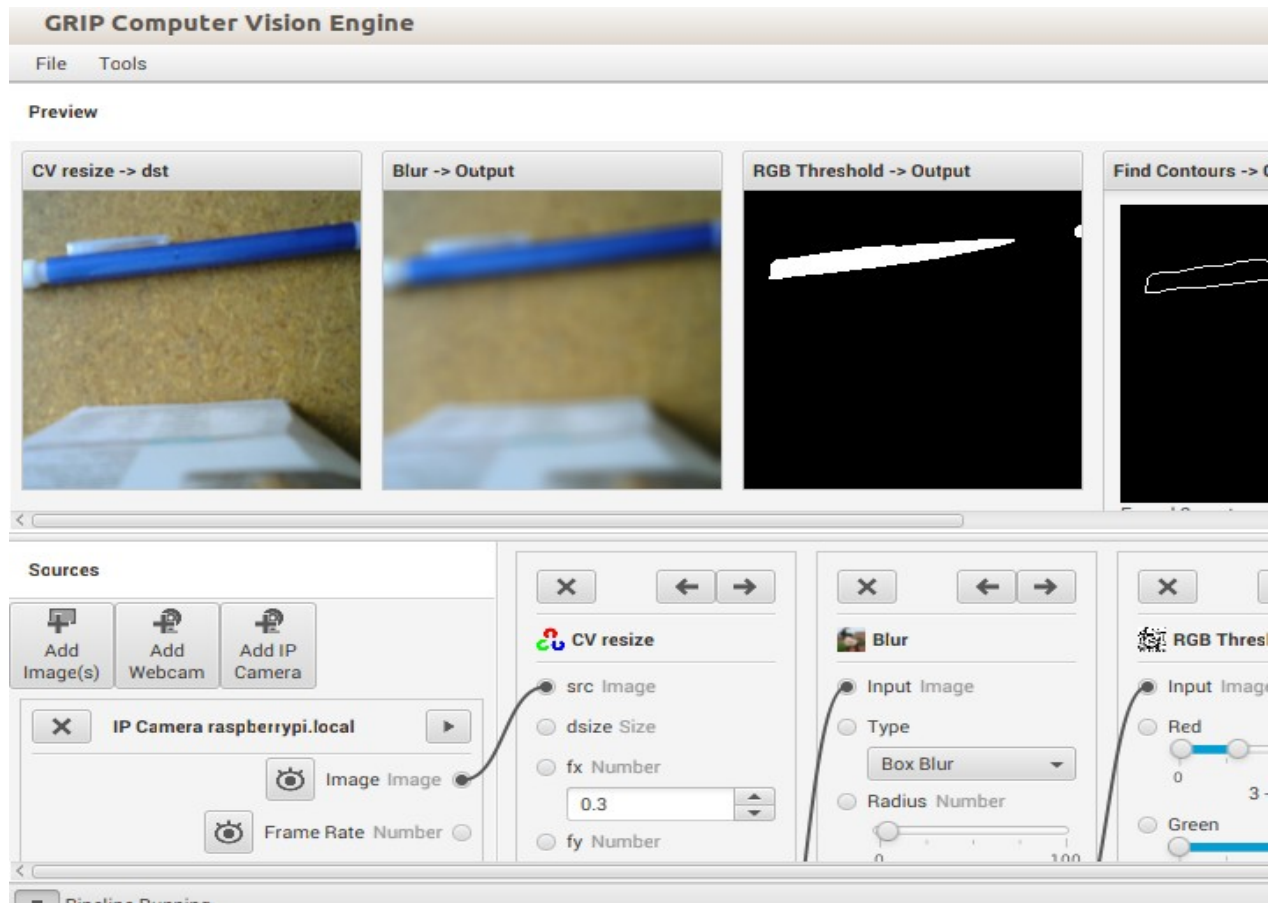 GRIP Computer Vision Engine
File Tools
Preview
CV resize -> dst
Blur -> Output
RGB Threshold -> Output
Find Contours ->
Sources
Add Image(s)
Add Webcam
Add IP Camera
IP Camera raspberrypi.local
Image Image
Frame Rate Number
CV resize
src Image
dsize Size
fx Number
0.3
fy Number
Blur
Input Image
Type
Box Blur
Radius Number
0 100
RGB Thres
Input Image
Red
0
3 -
Green
Pipeline Running